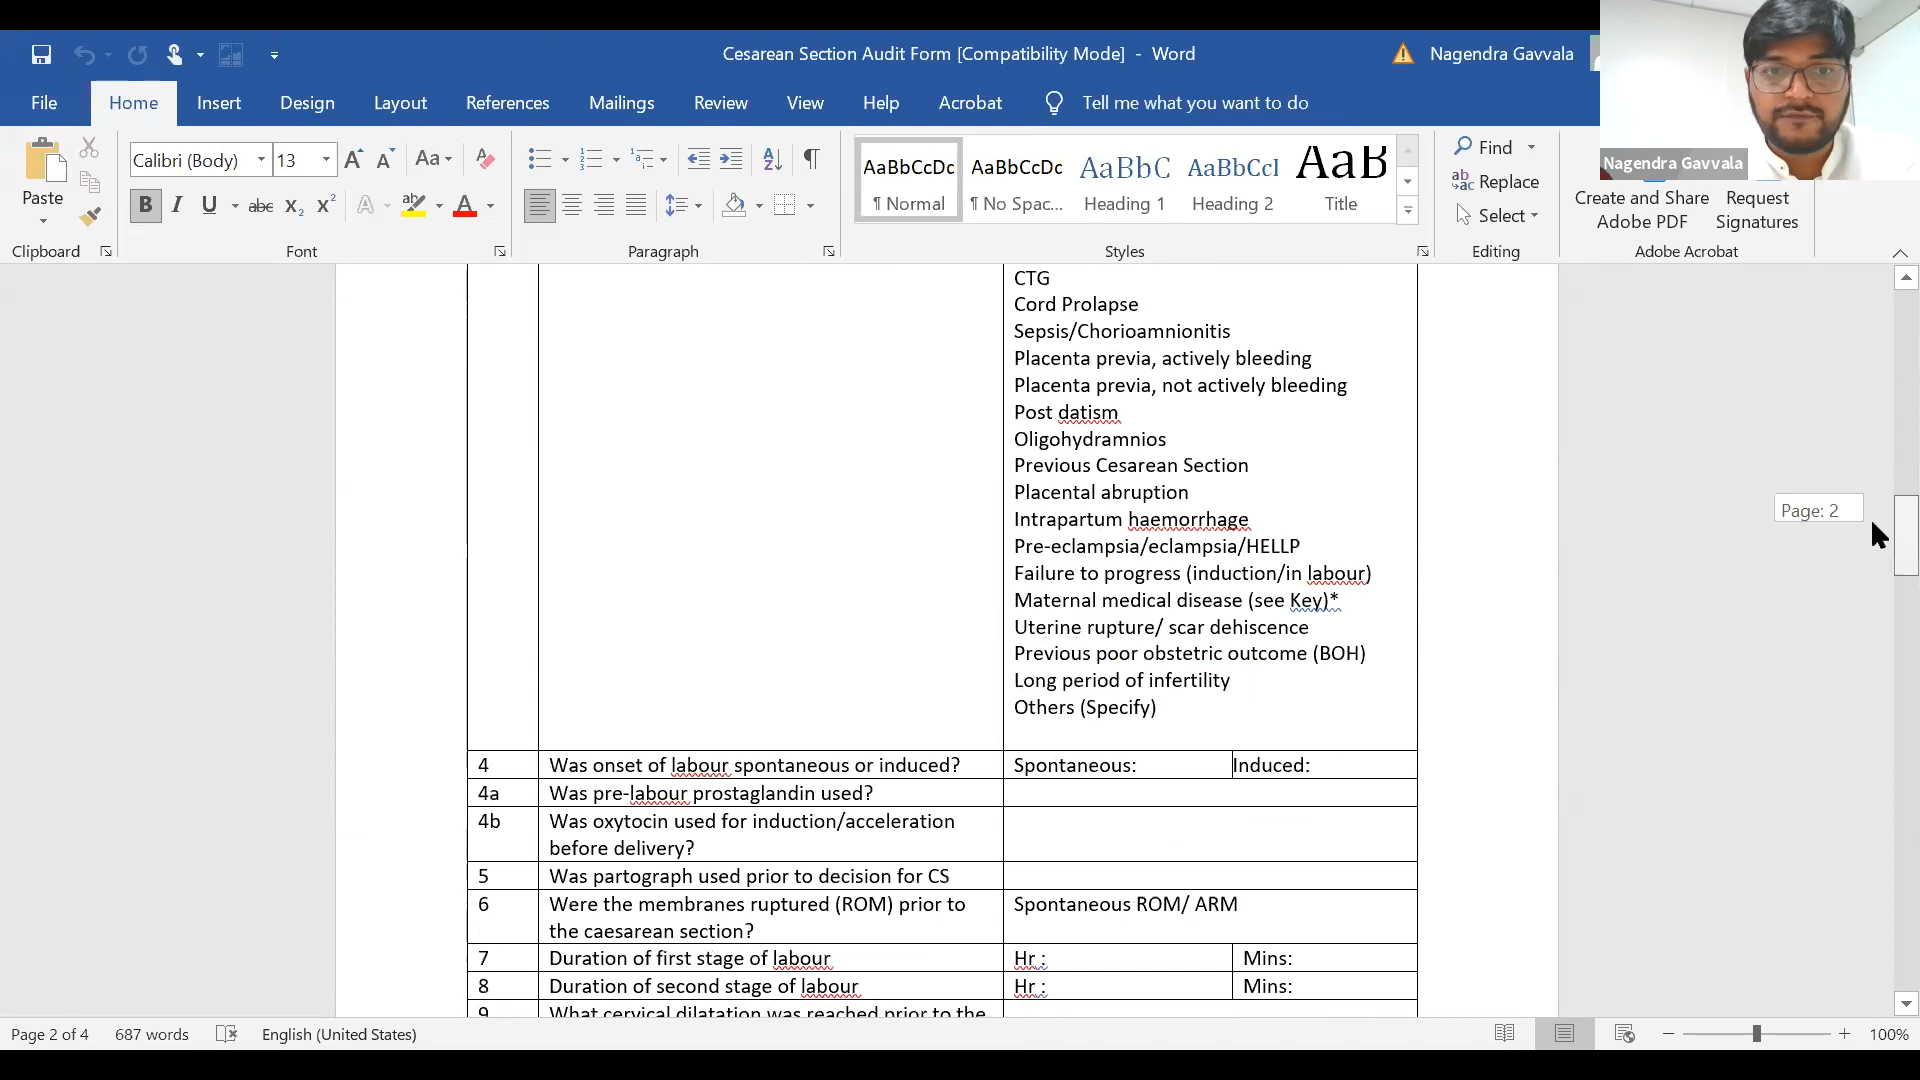 Cesarean Section Audit Form [Compatibility Mode] - Word
Nagendra Gavvala
File Home Insert Design Layout References Mailings Review View Help Acrobat Tell me what you want to do
Nagendra Gavvala
Paste
Calibri (Body) 13
AaBbCcDc AaBbCcDc AaBbC AaBbCcI AaB
¶ Normal ¶ No Spac... Heading 1 Heading 2 Title
Find
Replace
Select
Create and Share Adobe PDF
Request Signatures
Clipboard Font Paragraph Styles Editing Adobe Acrobat
CTG
Cord Prolapse
Sepsis/Chorioamnionitis
Placenta previa, actively bleeding
Placenta previa, not actively bleeding
Post datism
Oligohydramnios
Previous Cesarean Section
Placental abruption
Intrapartum haemorrhage
Pre-eclampsia/eclampsia/HELLP
Failure to progress (induction/in labour)
Maternal medical disease (see Key)*
Uterine rupture/ scar dehiscence
Previous poor obstetric outcome (BOH)
Long period of infertility
Others (Specify)
Page: 2
4 Was onset of labour spontaneous or induced? Spontaneous: Induced:
4a Was pre-labour prostaglandin used?
4b Was oxytocin used for induction/acceleration
before delivery?
5 Was partograph used prior to decision for CS
6 Were the membranes ruptured (ROM) prior to Spontaneous ROM/ ARM
the caesarean section?
7 Duration of first stage of labour Hr : Mins:
8 Duration of second stage of labour Hr : Mins:
9 What cervical dilatation was reached prior to the
Page 2 of 4 687 words English (United States) 100%